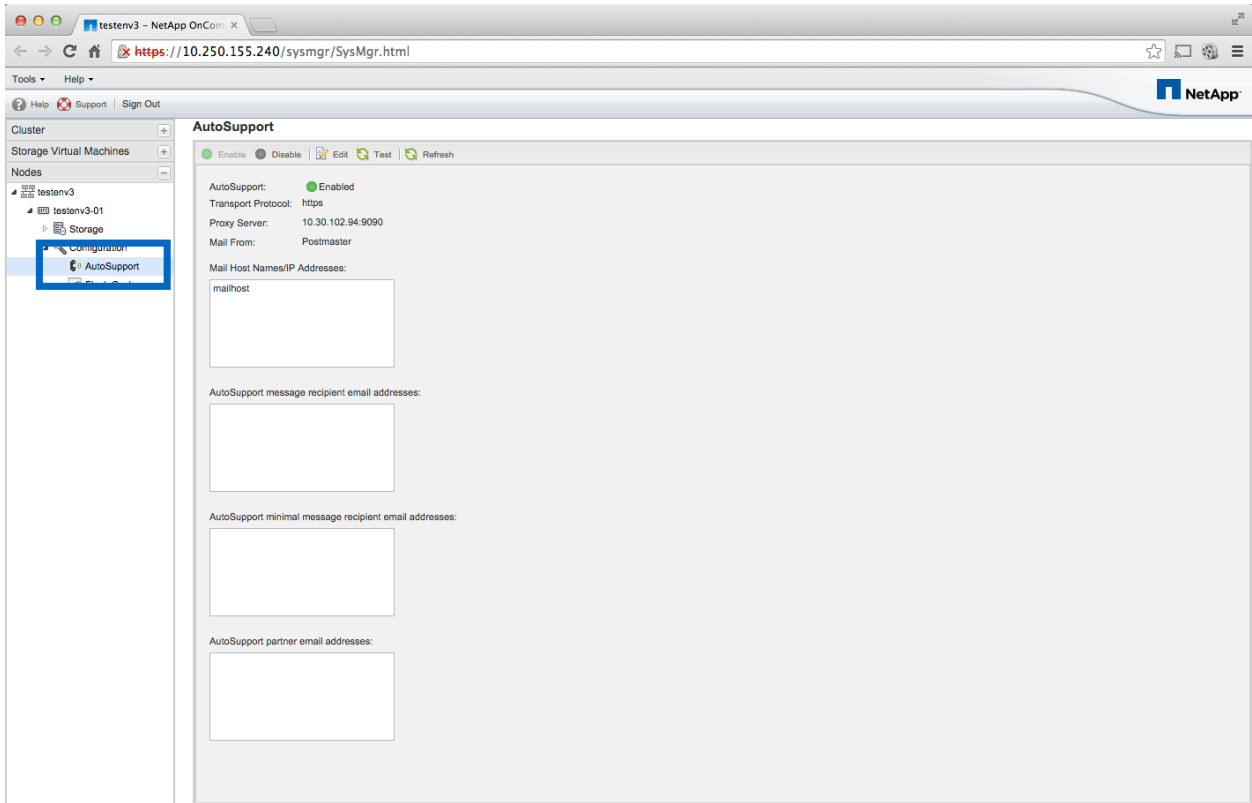 testenv3 – NetApp OnCom ×
https://10.250.155.240/sysmgr/SysMgr.html
Tools Help
NetApp
Help Support | Sign Out
Cluster
Storage Virtual Machines
Nodes
testenv3
testenv3-01
Storage
Configuration
AutoSupport
AutoSupport
Enable Disable | Edit Test | Refresh
AutoSupport: Enabled
Transport Protocol: https
Proxy Server: 10.30.102.94:9090
Mail From: Postmaster
Mail Host Names/IP Addresses:
mailhost
AutoSupport message recipient email addresses:
AutoSupport minimal message recipient email addresses:
AutoSupport partner email addresses: